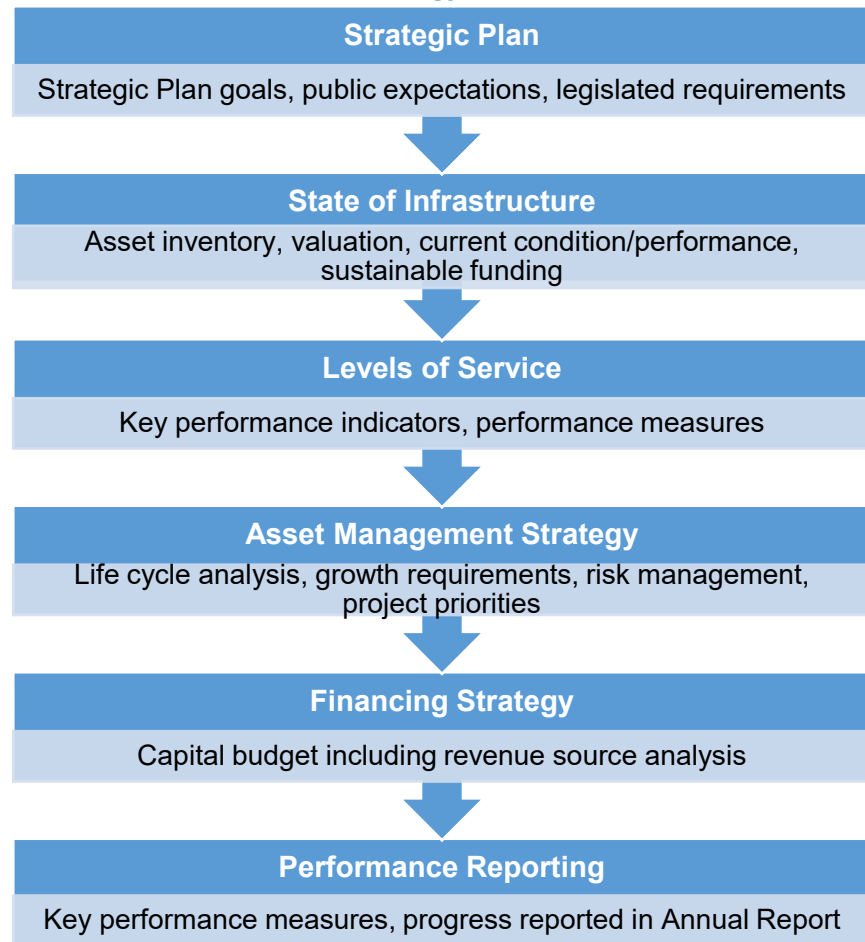 Strategic Plan
Strategic Plan goals, public expectations, legislated requirements
State of Infrastructure
Asset inventory, valuation, current condition/performance,
sustainable funding
Levels of Service
Key performance indicators, performance measures
Asset Management Strategy
Life cycle analysis, growth requirements, risk management,
project priorities
Financing Strategy
Capital budget including revenue source analysis
Performance Reporting
Key performance measures, progress reported in Annual Report